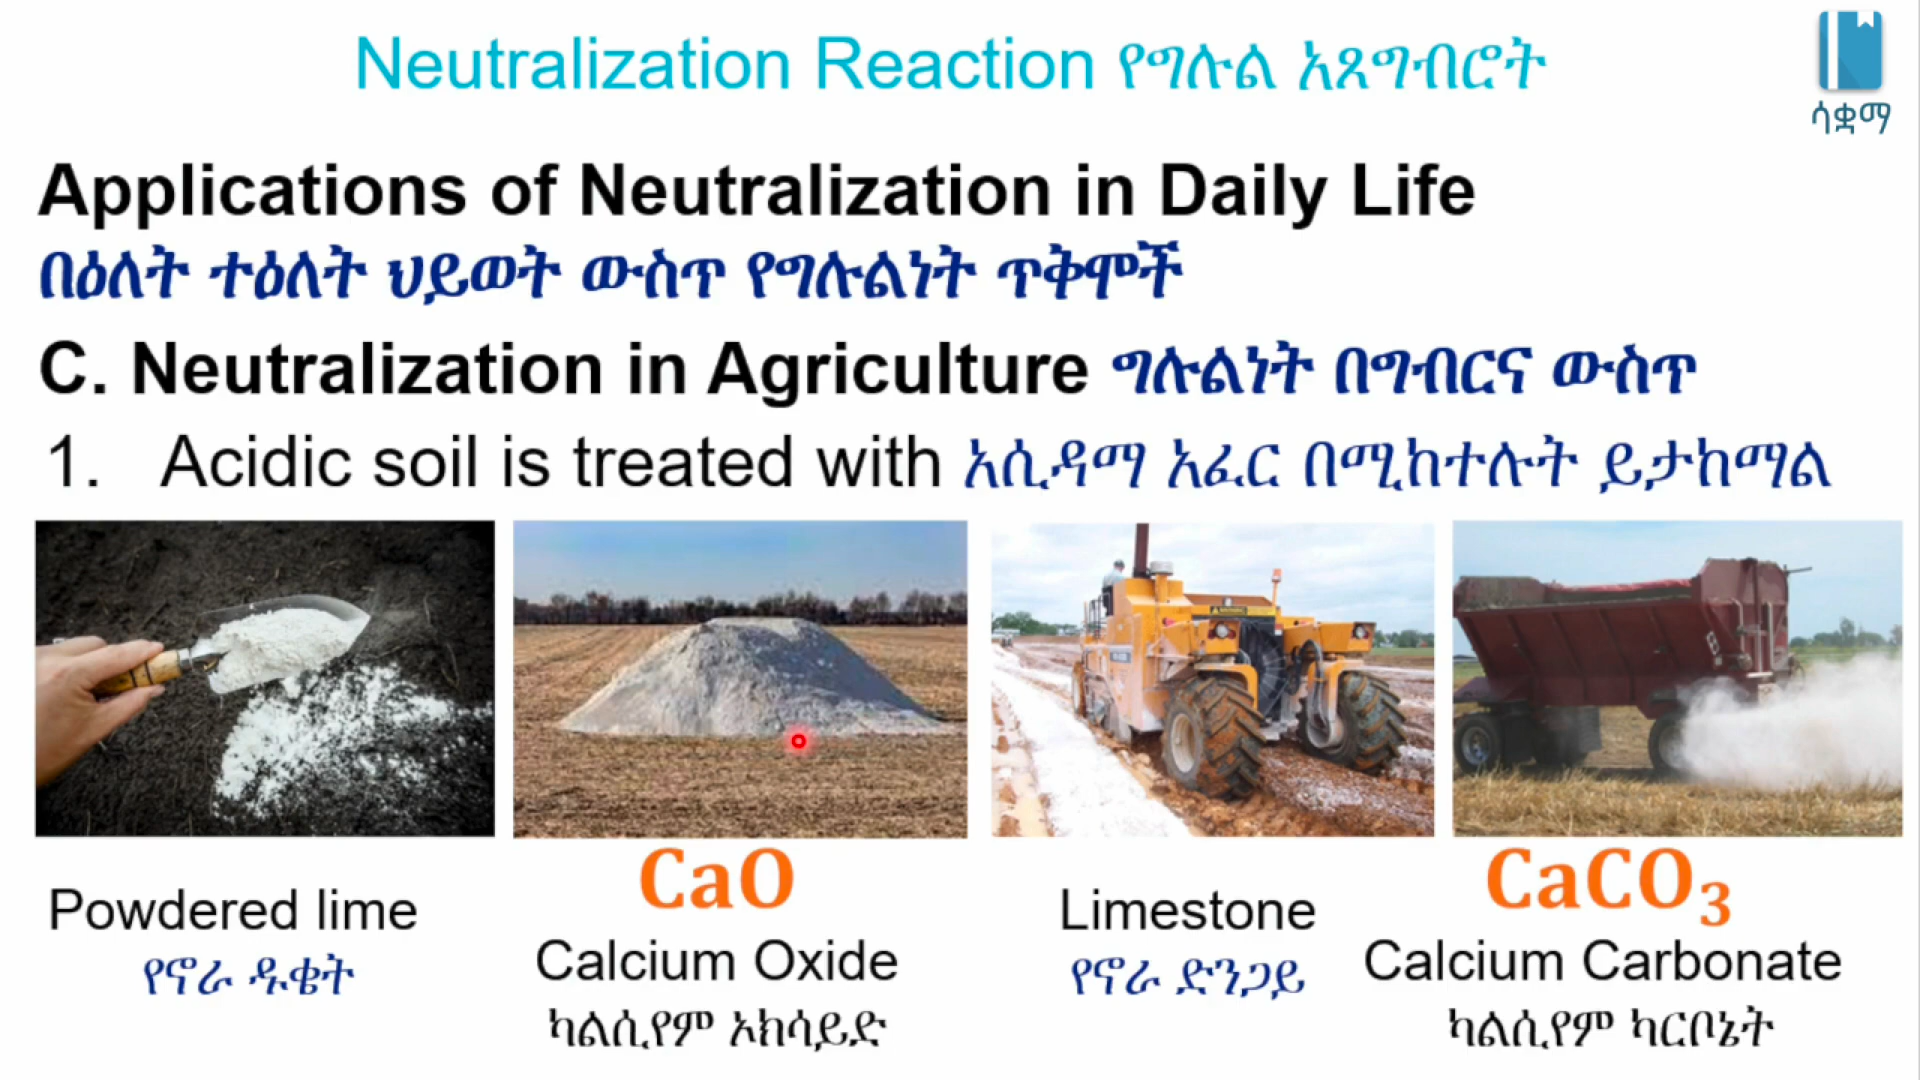 Neutralization Reaction የግሉል አጸግብሮት
ሳቋማ
Applications of Neutralization in Daily Life
በዕለት ተዕለት ህይወት ውስጥ የግሉልነት ጥቅሞች
C. Neutralization in Agriculture ግሉልነት በግብርና ውስጥ
1. Acidic soil is treated with አሲዳማ አፈር በሚከተሉት ይታከማል
Powdered lime
የኖራ ዱቄት
CaO
Calcium Oxide
ካልሲየም ኦክሳይድ
Limestone
የኖራ ድንጋይ
CaCO₃
Calcium Carbonate
ካልሲየም ካርቦኔት